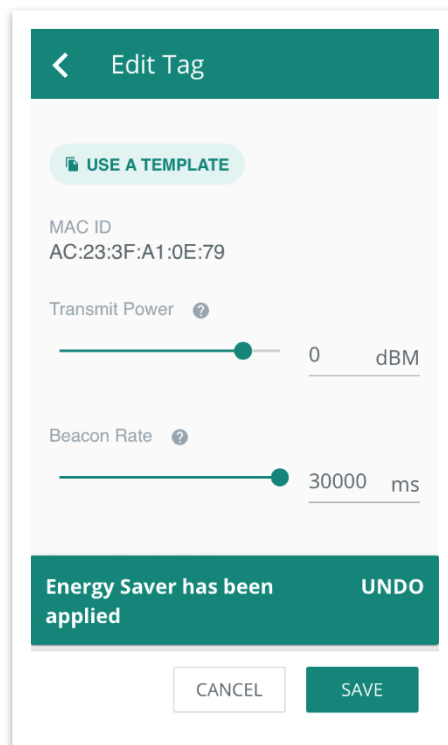 Edit Tag
USE A TEMPLATE
MAC ID
AC:23:3F:A1:0E:79
Transmit Power ?
0 dBM
Beacon Rate ?
30000 ms
Energy Saver has been UNDO
applied
CANCEL SAVE